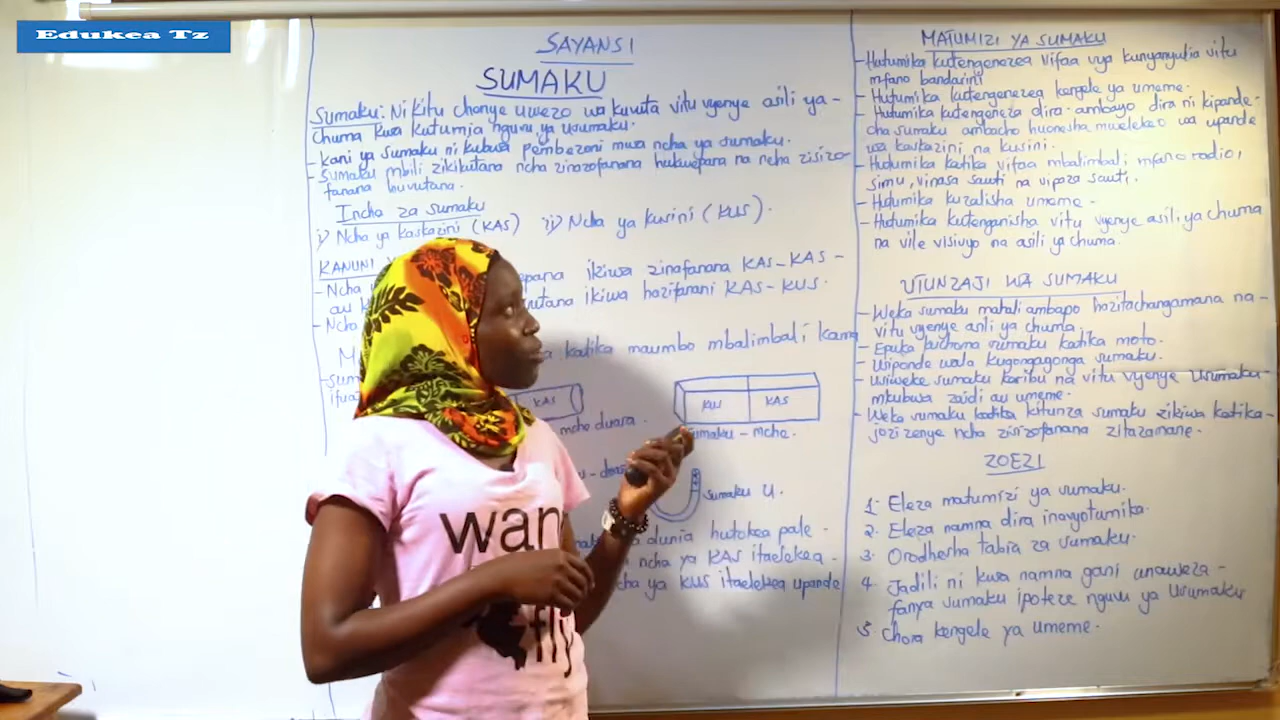 Edukea Tz
SAYANSI
SUMAKU
Sumaku: Ni kitu chenye uwezo wa kuvuta vitu vyenye asili ya-
chuma kwa kutumia nguvu ya usumaku.
- Kani ya sumaku ni kubwa pembezoni mwa ncha ya sumaku.
- Sumaku mbili zikikutana ncha zinazofanana hukwepana na ncha zisizo-
fanana huvutana.
Incha za sumaku
i) Ncha ya kaskazini (KAS) ii) Ncha ya kusini (KUS).
KANUNI
- Ncha epana ikiwa zinafanana KAS-KAS-
au k utana ikiwa hazifanani KAS-KUS.
- Ncha
M a katika maumbo mbalimbali kama
- Sum
ifua
KAS
mche duara.
KUS KAS
Sumaku - mche.
Sumaku U.
a dunia hutokea pale -
ncha ya KAS itaelekea -
cha ya KUS itaelekea upande
MATUMIZI YA SUMAKU
- Hutumika kutengenezea vifaa vya kunyanyulia vitu
mfano bandarini
- Hutumika kutengenezea kengele ya umeme.
- Hutumika kutengeneza dira. ambayo dira ni kipande-
cha sumaku ambacho huonesha mwelekeo wa upande
wa kaskazini na kusini.
- Hutumika katika vifaa mbalimbali mfano radio,
simu, vinasa sauti na vipaza sauti.
- Hutumika kuzalisha umeme.
- Hutumika kutenganisha vitu vyenye asili ya chuma
na vile visivyo na asili ya chuma.
UTUNZAJI WA SUMAKU
- Weka sumaku mahali ambapo hazitachangamana na-
vitu vyenye asili ya chuma.
- Epuka kuchoma sumaku katika moto.
- Usiponde wala kugongagonga sumaku.
- Usiweke sumaku karibu na vitu vyenye usumaku-
mkubwa zaidi au umeme.
- Weka sumaku katika kitunza sumaku zikiwa katika-
jozi zenye ncha zisizofanana zitazamane.
ZOEZI
1. Eleza matumizi ya sumaku.
2. Eleza namna dira inavyotumika.
3. Orodhesha tabia za sumaku.
4. Jadili ni kwa namna gani unaweza-
fanya sumaku ipoteze nguvu ya usumaku
5. Chora kengele ya umeme.
wan
fly